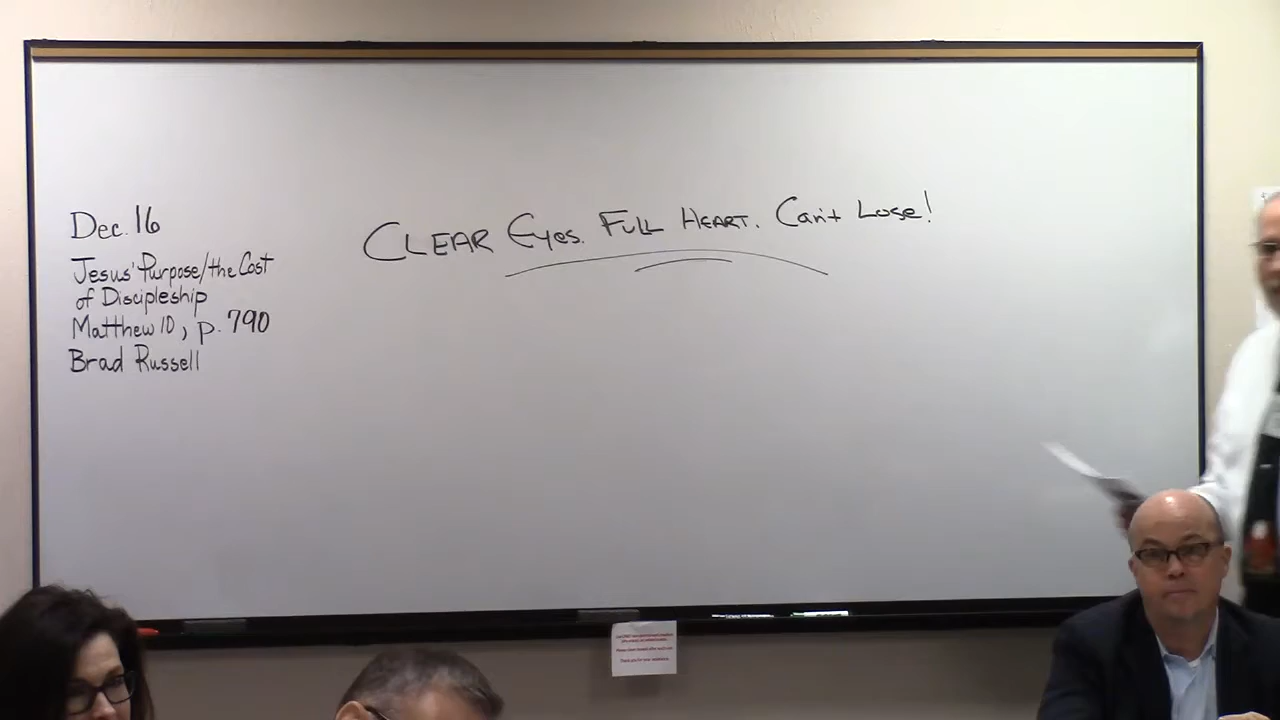 Dec. 16
Jesus' Purpose/the Cost
of Discipleship
Matthew 10, p. 790
Brad Russell
CLEAR Eyes. FULL HEART. Can't Lose!